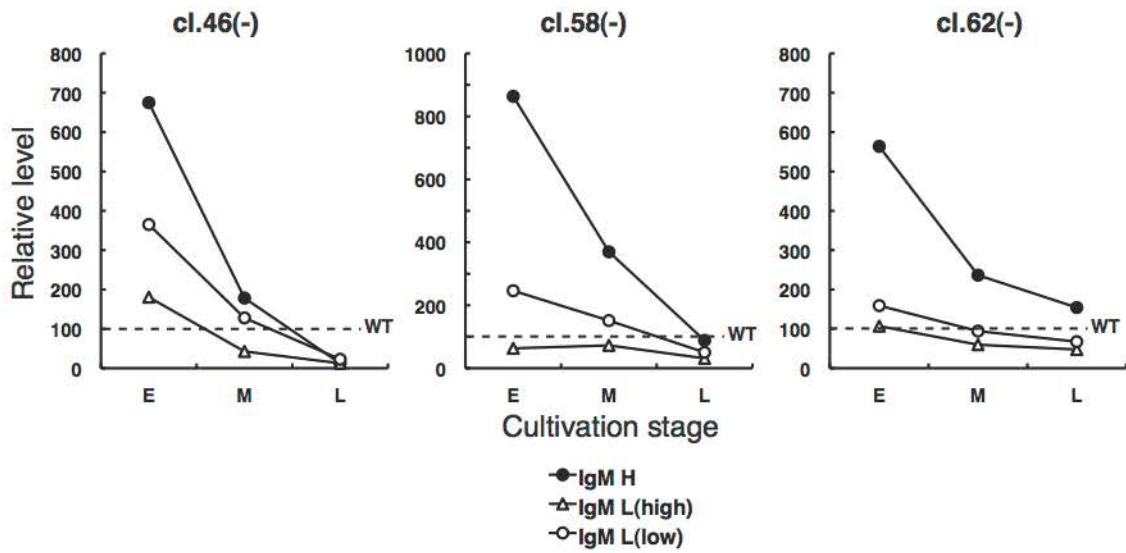 cl.46(-)
cl.58(-)
cl.62(-)
Relative level
800
700
600
500
400
300
200
100
0
WT
E M L
1000
800
600
400
200
0
WT
E M L
800
700
600
500
400
300
200
100
0
WT
E M L
Cultivation stage
IgM H
IgM L(high)
IgM L(low)